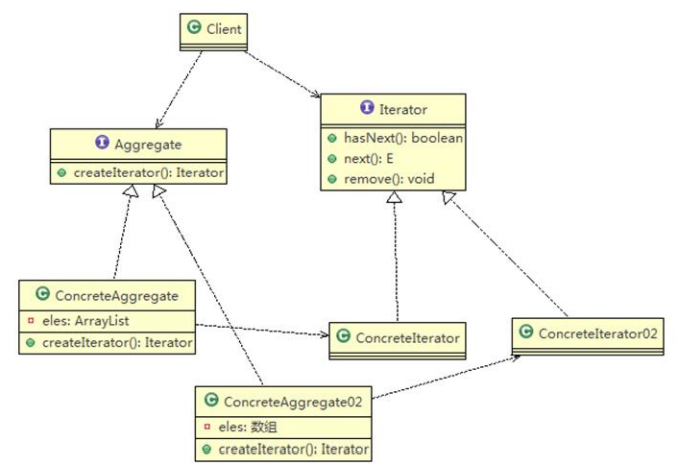 Client
Iterator
hasNext(): boolean
next(): E
remove(): void
Aggregate
createIterator(): Iterator
ConcreteAggregate
eles: ArrayList
createIterator(): Iterator
ConcreteIterator
ConcreteIterator02
ConcreteAggregate02
eles: 数组
createIterator(): Iterator